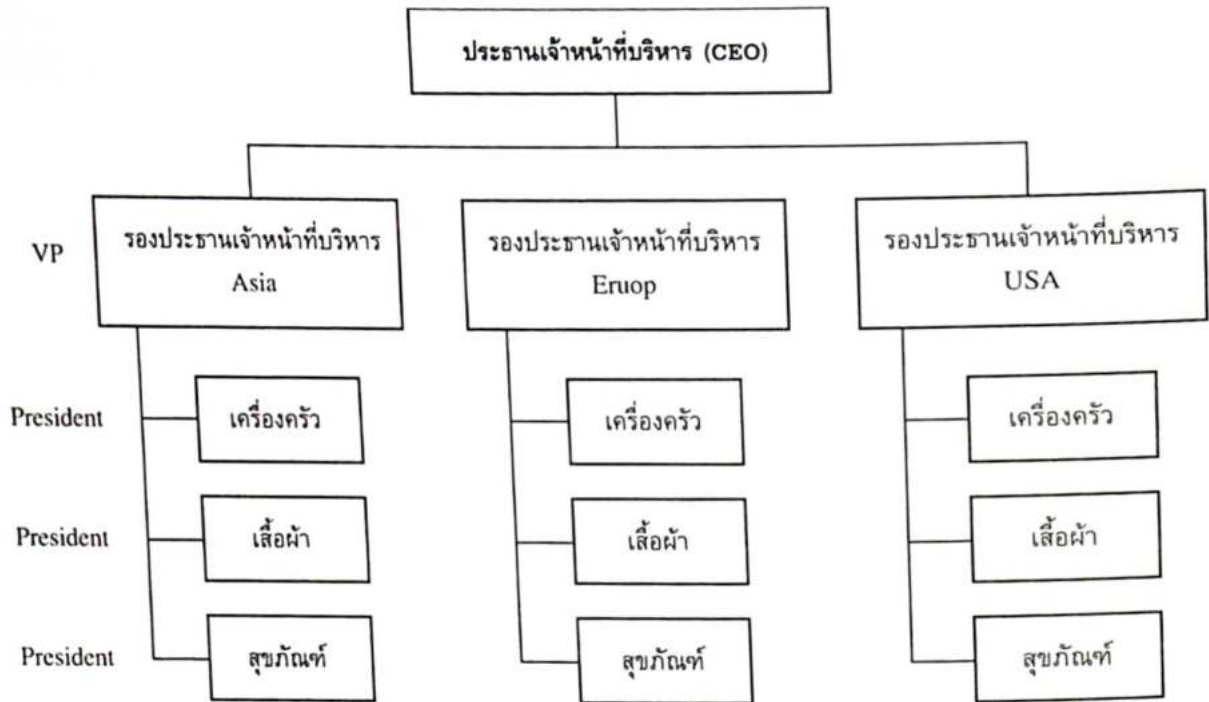 ประธานเจ้าหน้าที่บริหาร (CEO)
VP
รองประธานเจ้าหน้าที่บริหาร
Asia
รองประธานเจ้าหน้าที่บริหาร
Eruop
รองประธานเจ้าหน้าที่บริหาร
USA
President
เครื่องครัว
เครื่องครัว
เครื่องครัว
President
เสื้อผ้า
เสื้อผ้า
เสื้อผ้า
President
สุขภัณฑ์
สุขภัณฑ์
สุขภัณฑ์